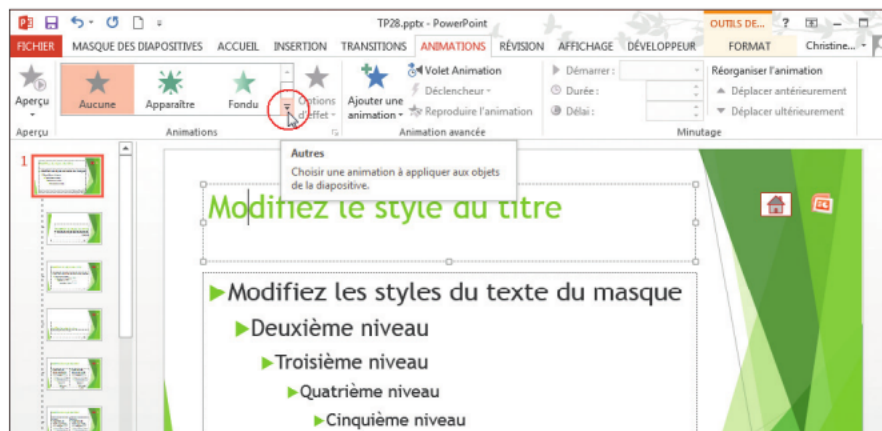 TP28.pptx - PowerPoint
OUTILS DE... ?
FICHIER MASQUE DES DIAPOSITIVES ACCUEIL INSERTION TRANSITIONS ANIMATIONS RÉVISION AFFICHAGE DÉVELOPPEUR FORMAT Christine...
Aperçu
Aucune Apparaître Fondu
Options d'effet
Ajouter une animation
Volet Animation
Déclencheur
Reproduire l'animation
Démarrer :
Durée :
Délai :
Réorganiser l'animation
Déplacer antérieurement
Déplacer ultérieurement
Aperçu Animations Animation avancée Minutage
Autres
Choisir une animation à appliquer aux objets
de la diapositive.
1
Modifiez le style du titre
Modifiez les styles du texte du masque
Deuxième niveau
Troisième niveau
Quatrième niveau
Cinquième niveau